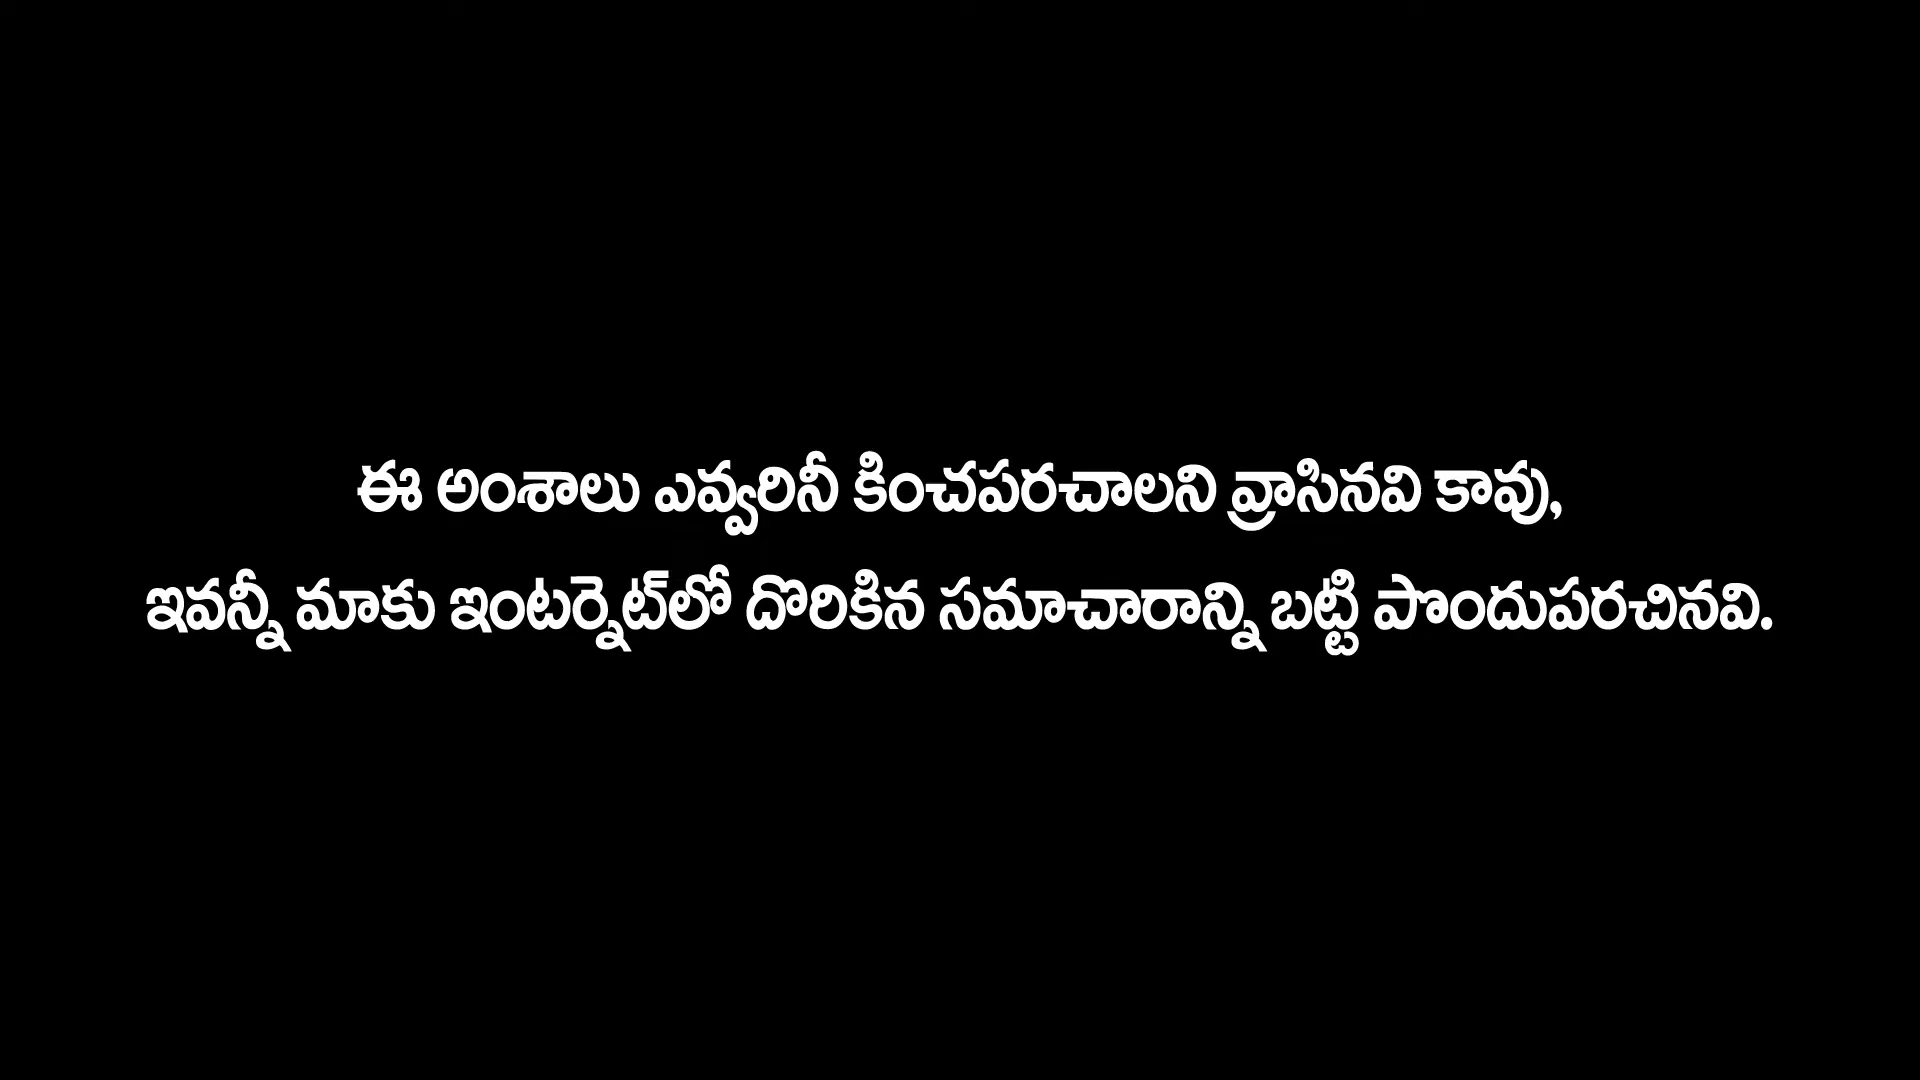 ఈ అంశాలు ఎవ్వరినీ కించపరచాలని వ్రాసినవి కావు,
ఇవన్నీ మాకు ఇంటర్నెట్‌లో దొరికిన సమాచారాన్ని బట్టి పొందుపరచినవి.